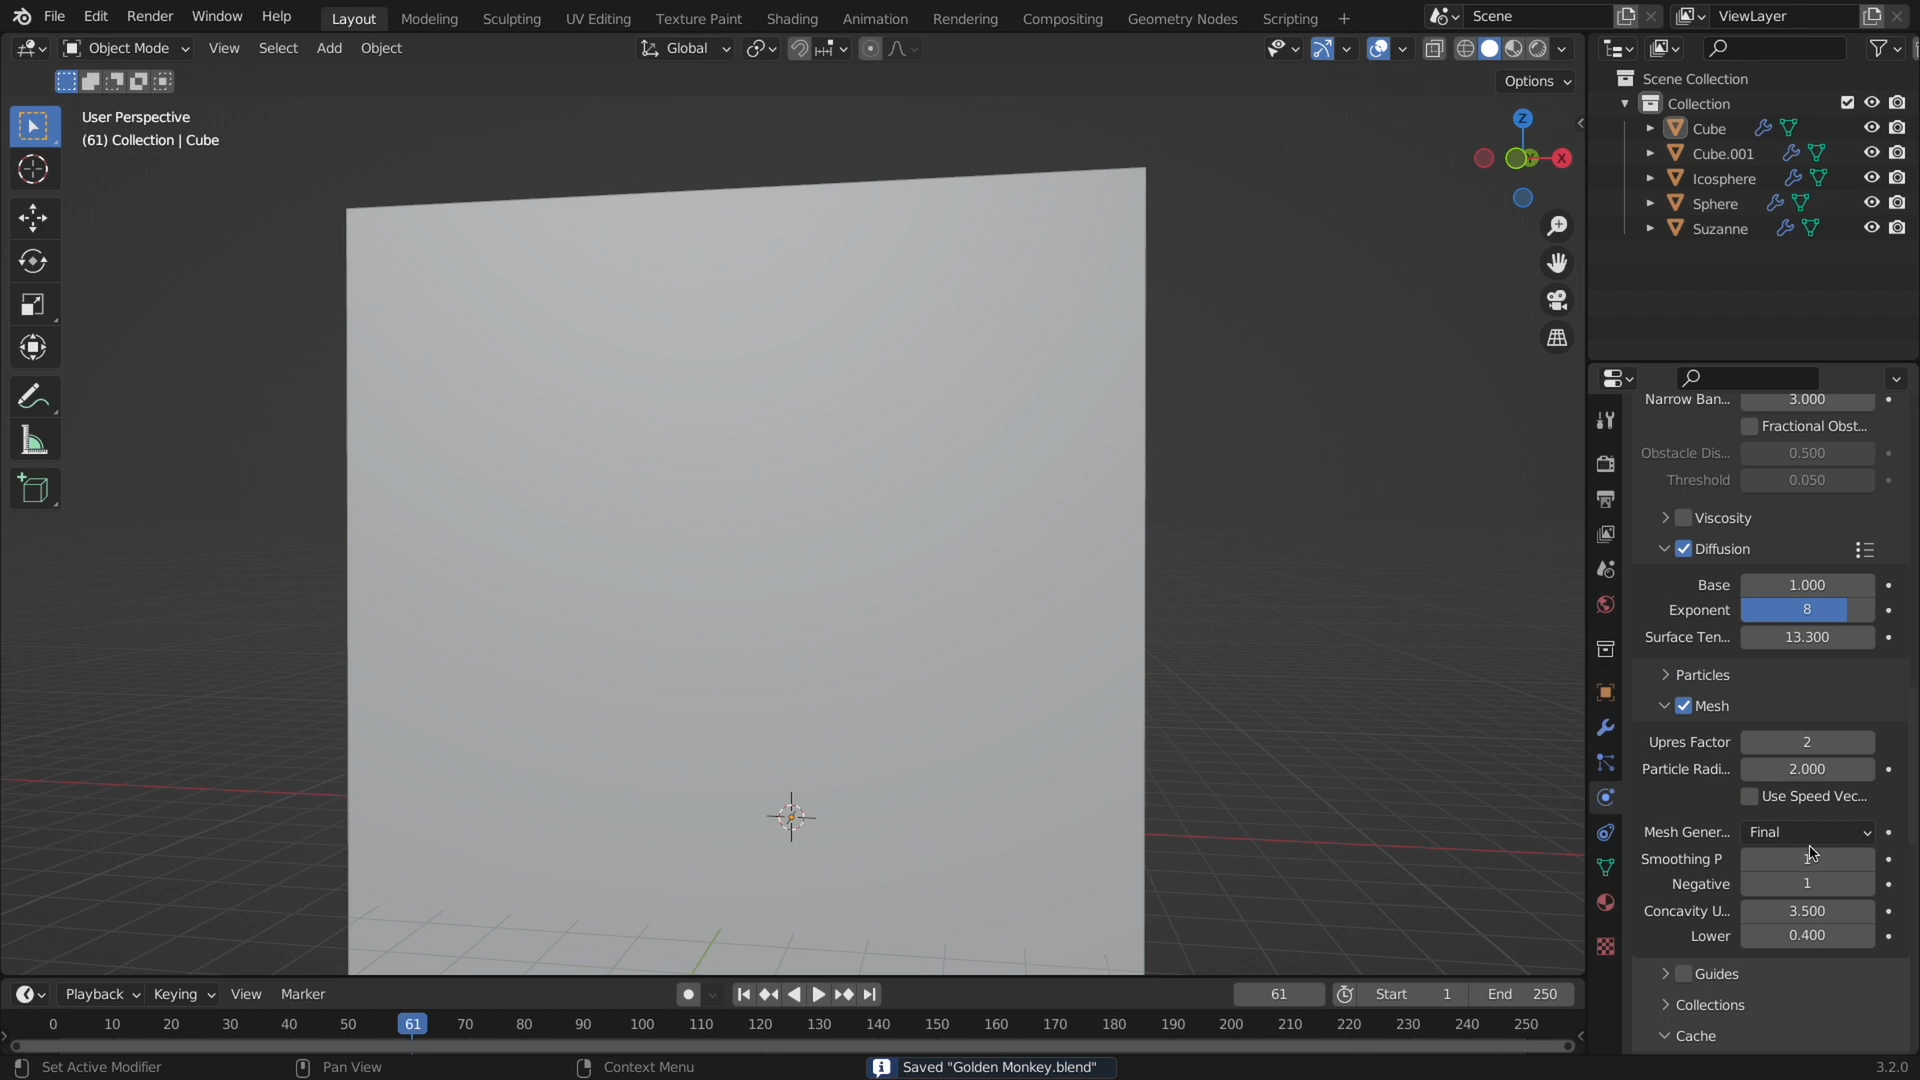 File Edit Render Window Help
Layout Modeling Sculpting UV Editing Texture Paint Shading Animation Rendering Compositing Geometry Nodes Scripting
Scene
ViewLayer
Object Mode View Select Add Object
Global
Options
User Perspective
(61) Collection | Cube
Z
X
Scene Collection
Collection
Cube
Cube.001
Icosphere
Sphere
Suzanne
Narrow Ban... 3.000
Fractional Obst...
Obstacle Dis... 0.500
Threshold 0.050
Viscosity
Diffusion
Base 1.000
Exponent 8
Surface Ten... 13.300
Particles
Mesh
Upres Factor 2
Particle Radi... 2.000
Use Speed Vec...
Mesh Gener... Final
Smoothing P 1
Negative 1
Concavity U... 3.500
Lower 0.400
Guides
Collections
Cache
Playback Keying View Marker
61 Start 1 End 250
0 10 20 30 40 50 61 70 80 90 100 110 120 130 140 150 160 170 180 190 200 210 220 230 240 250
Set Active Modifier Pan View Context Menu Saved "Golden Monkey.blend" 3.2.0